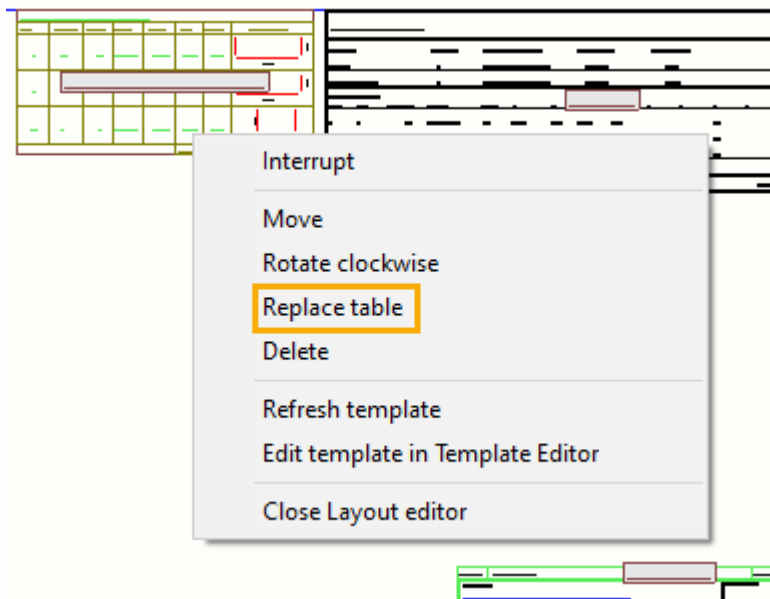 Interrupt
Move
Rotate clockwise
Replace table
Delete
Refresh template
Edit template in Template Editor
Close Layout editor